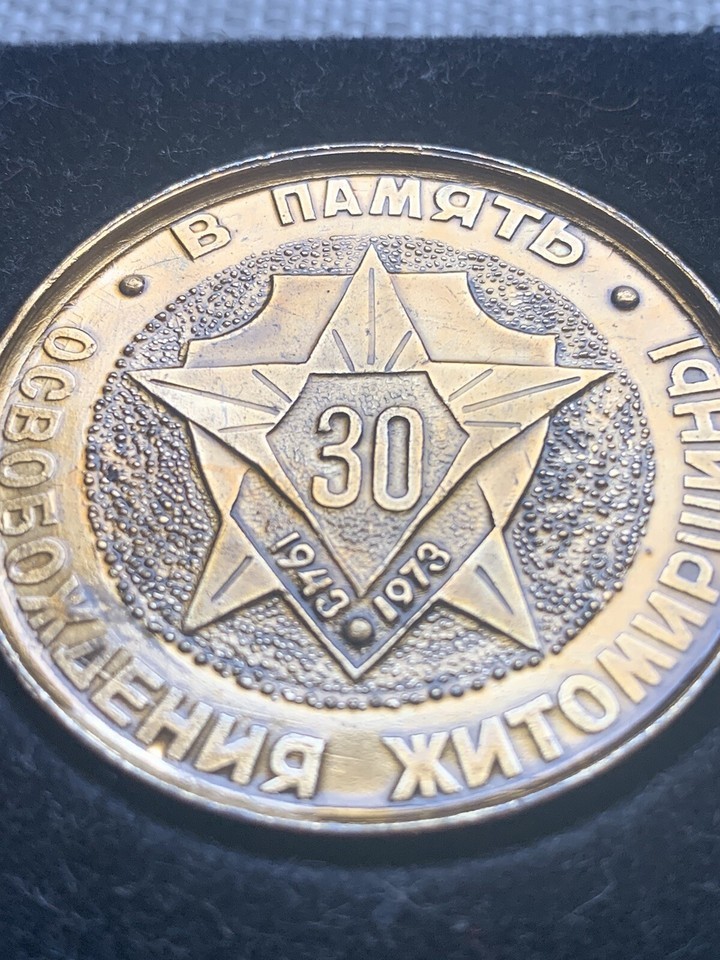 В ПАМЯТЬ
ОСВОБОЖДЕНИЯ ЖИТОМИРЩИНЫ
30
1943 • 1973